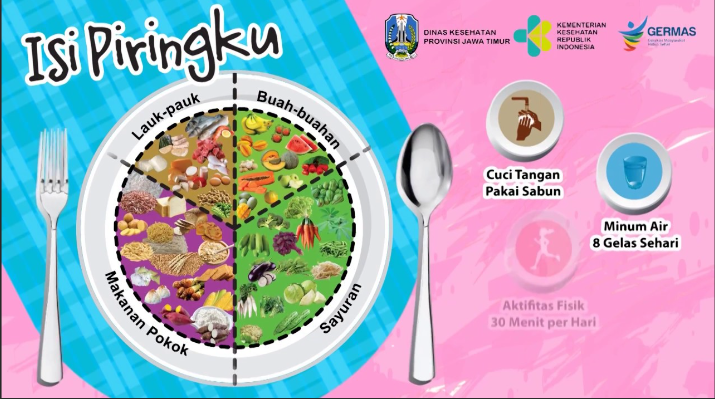 Isi Piringku
DINAS KESEHATAN
PROVINSI JAWA TIMUR
KEMENTERIAN
KESEHATAN
REPUBLIK
INDONESIA
GERMAS
Lauk-pauk
Buah-buahan
Makanan Pokok
Sayuran
Cuci Tangan
Pakai Sabun
Minum Air
8 Gelas Sehari
Aktifitas Fisik
30 Menit per Hari